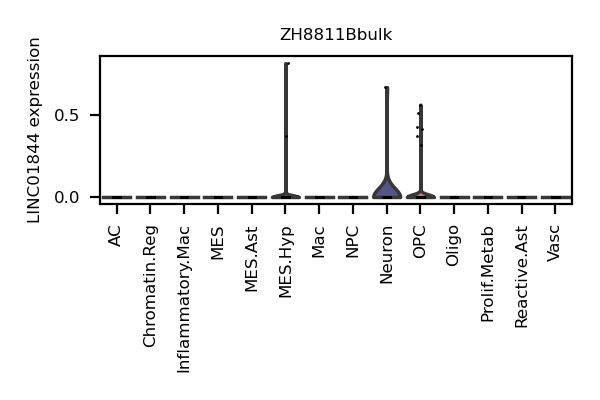 ZH8811Bbulk
LINC01844 expression
0.5
0.0
AC
Chromatin.Reg
Inflammatory.Mac
MES
MES.Ast
MES.Hyp
Mac
NPC
Neuron
OPC
Oligo
Prolif.Metab
Reactive.Ast
Vasc